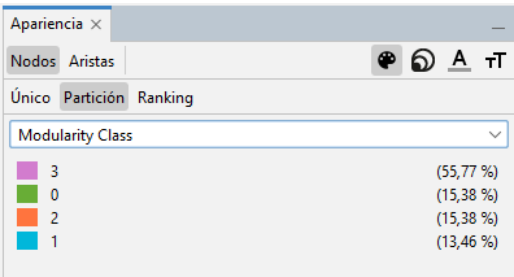 Apariencia
Nodos Aristas A TT
Único Partición Ranking
Modularity Class
3 (55,77 %)
0 (15,38 %)
2 (15,38 %)
1 (13,46 %)